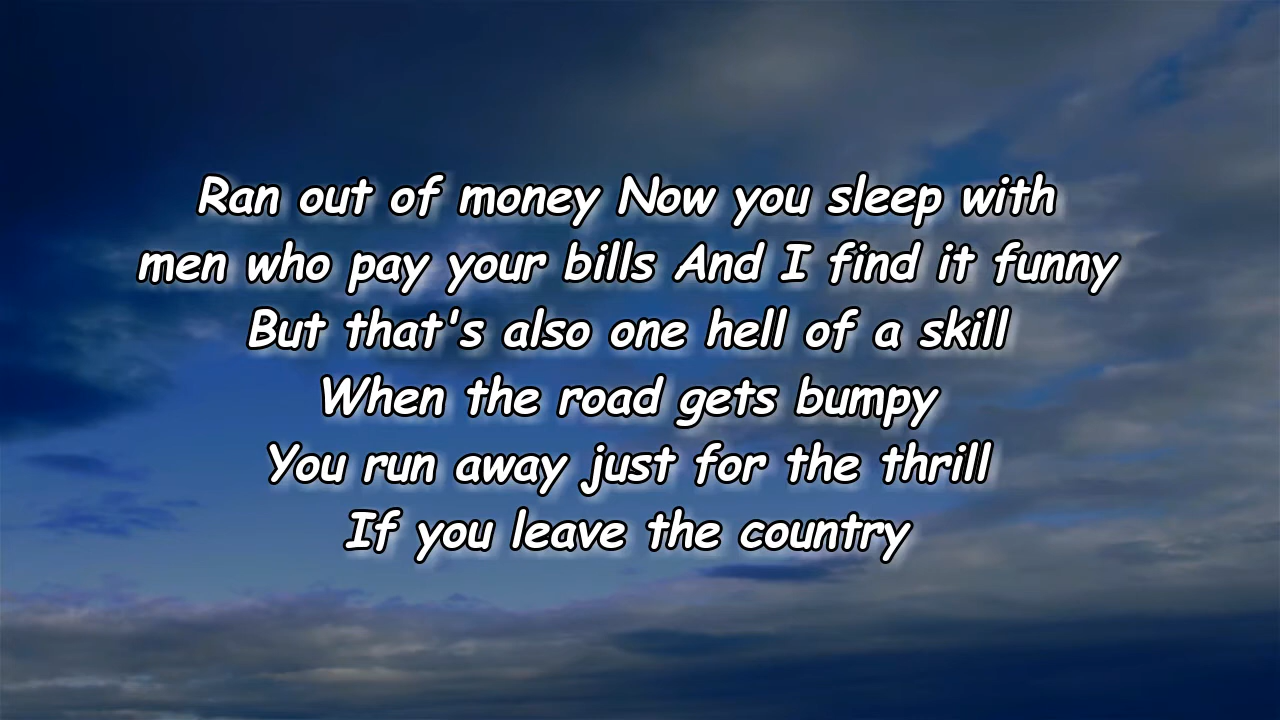 Ran out of money Now you sleep with
men who pay your bills And I find it funny
But that's also one hell of a skill
When the road gets bumpy
You run away just for the thrill
If you leave the country